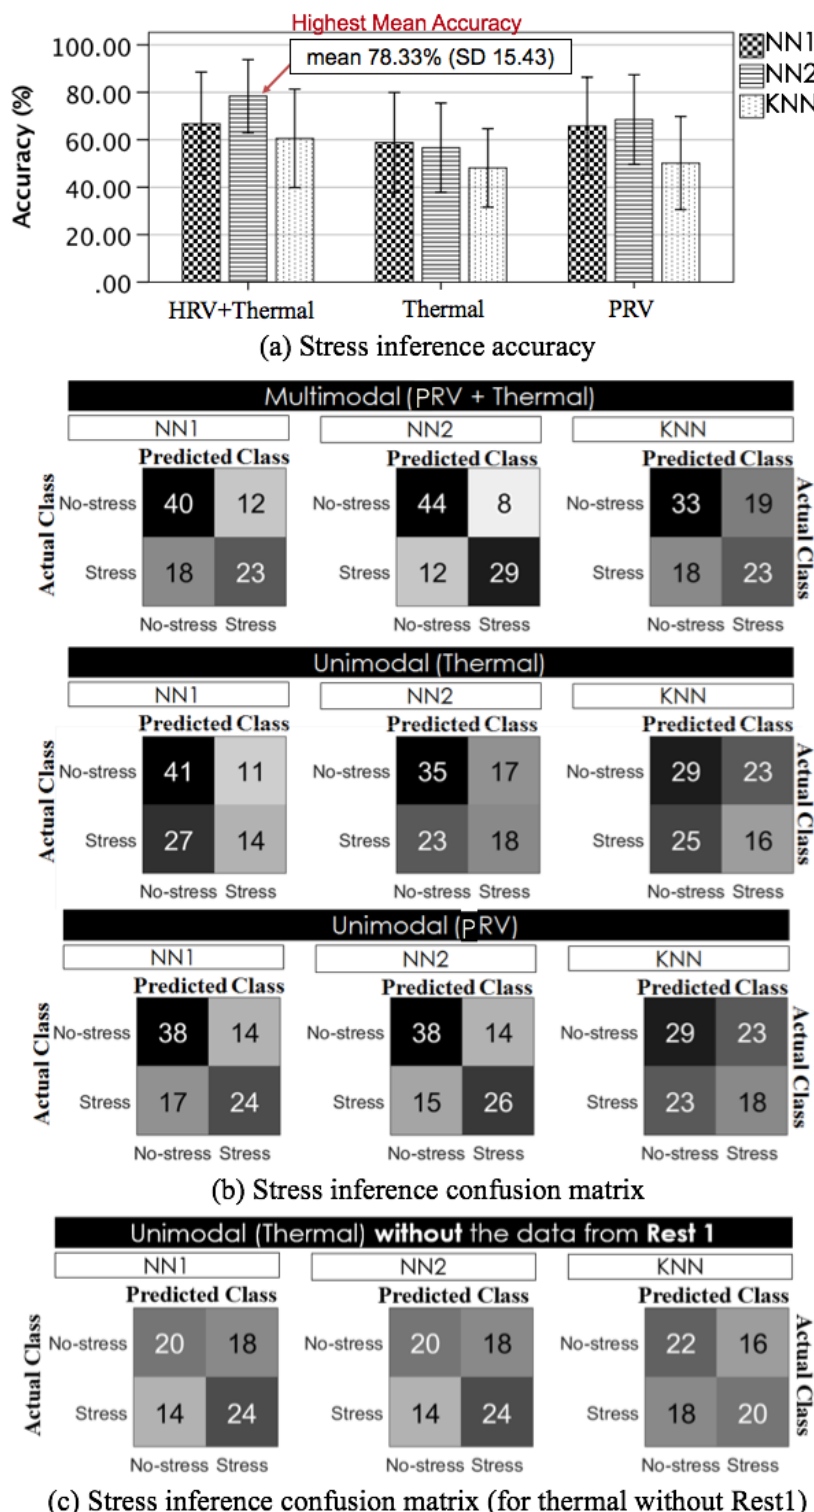 Highest Mean Accuracy
mean 78.33% (SD 15.43)
NN1
NN2
KNN
Accuracy (%)
100.00
80.00
60.00
40.00
20.00
.00
HRV+Thermal Thermal PRV
(a) Stress inference accuracy
Multimodal (PRV + Thermal)
NN1 NN2 KNN
Predicted Class Predicted Class Predicted Class
Actual Class
Actual Class
No-stress 40 12 No-stress 44 8 No-stress 33 19
Stress 18 23 Stress 12 29 Stress 18 23
No-stress Stress No-stress Stress No-stress Stress
Unimodal (Thermal)
NN1 NN2 KNN
Predicted Class Predicted Class Predicted Class
Actual Class
Actual Class
No-stress 41 11 No-stress 35 17 No-stress 29 23
Stress 27 14 Stress 23 18 Stress 25 16
No-stress Stress No-stress Stress No-stress Stress
Unimodal (PRV)
NN1 NN2 KNN
Predicted Class Predicted Class Predicted Class
Actual Class
Actual Class
No-stress 38 14 No-stress 38 14 No-stress 29 23
Stress 17 24 Stress 15 26 Stress 23 18
No-stress Stress No-stress Stress No-stress Stress
(b) Stress inference confusion matrix
Unimodal (Thermal) without the data from Rest 1
NN1 NN2 KNN
Predicted Class Predicted Class Predicted Class
Actual Class
Actual Class
No-stress 20 18 No-stress 20 18 No-stress 22 16
Stress 14 24 Stress 14 24 Stress 18 20
No-stress Stress No-stress Stress No-stress Stress
(c) Stress inference confusion matrix (for thermal without Rest1)